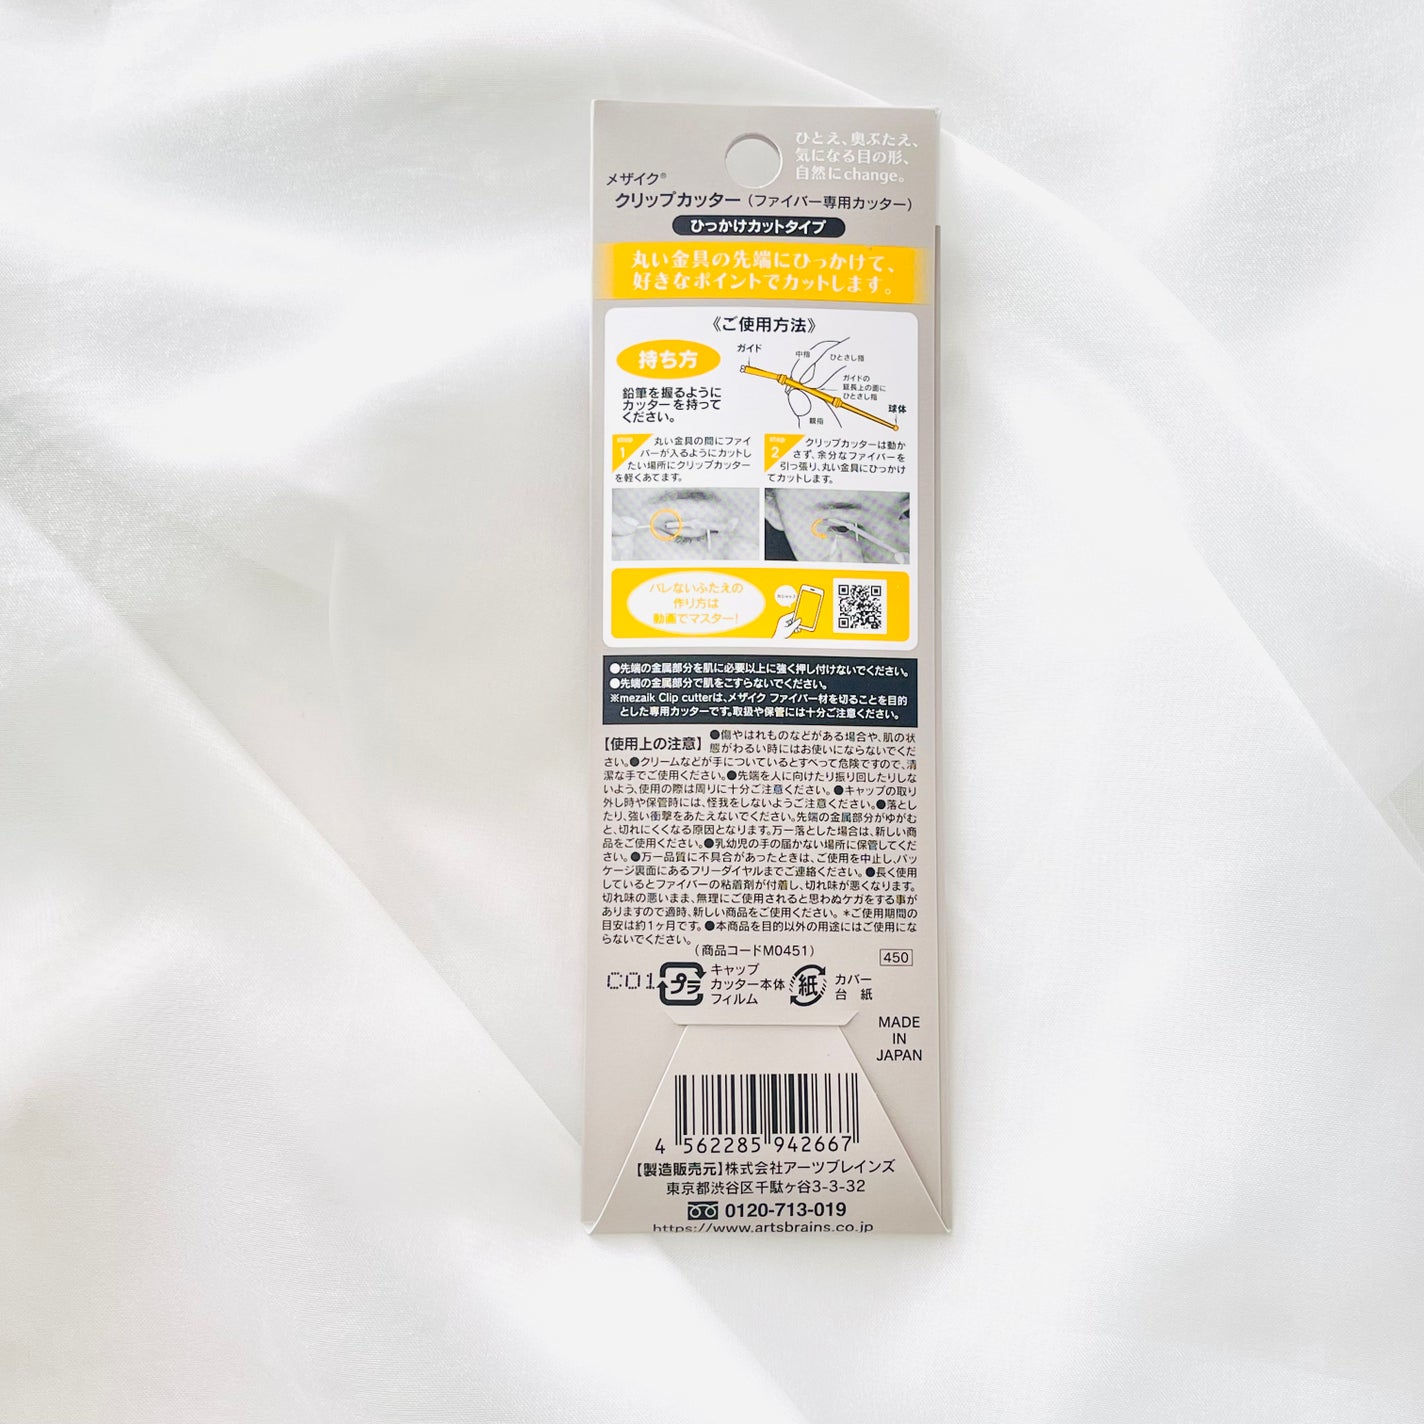 ひとえ、奥ぶたえ、
気になる目の形、
自然にchange。
メザイク®
クリップカッター（ファイバー専用カッター）
ひっかけカットタイプ
丸い金具の先端にひっかけて、
好きなポイントでカットします。
《ご使用方法》
持ち方
鉛筆を握るように
カッターを持って
ください。
ガイド
中指
ひとさし指
ガイドの
延長上の面に
ひとさし指
球体
親指
step
1
丸い金具の間にファイ
バーが入るようにカットし
たい場所にクリップカッター
を軽くあてます。
step
2
クリップカッターは動か
さず、余分なファイバーを
引っ張り、丸い金具にひっかけ
てカットします。
バレないふたえの
作り方は
動画でマスター!
●先端の金属部分を肌に必要以上に強く押し付けないでください。
●先端の金属部分で肌をこすらないでください。
※mezaik Clip cutterは、メザイク ファイバー材を切ることを目的
とした専用カッターです。取扱や保管には十分ご注意ください。
【使用上の注意】●傷やはれものなどがある場合や、肌の状
態がわるい時にはお使いにならないでくだ
さい。●クリームなどが手についているとすべって危険ですので、清
潔な手でご使用ください。●先端を人に向けたり振り回したりしな
いよう、使用の際は周りに十分ご注意ください。●キャップの取り
外し時や保管時には、怪我をしないようご注意ください。●落とし
たり、強い衝撃をあたえないでください。先端の金属部分がゆがむ
と、切れにくくなる原因となります。万一落とした場合は、新しい商
品をご使用ください。●乳幼児の手の届かない場所に保管してくだ
さい。●万一品質に不具合があったときは、ご使用を中止し、パッ
ケージ裏面にあるフリーダイヤルまでご連絡ください。●長く使用
しているとファイバーの粘着剤が付着し、切れ味が悪くなります。
切れ味の悪いまま、無理にご使用されると思わぬケガをする事が
ありますので適時、新しい商品をご使用ください。＊ご使用期間の
目安は約1ヶ月です。●本商品を目的以外の用途にはご使用にな
らないでください。
（商品コードM0451）
450
C01
プラ
キャップ
カッター本体
フィルム
紙
カバー
台 紙
MADE
IN
JAPAN
4 562285 942667
【製造販売元】株式会社アーツブレインズ
東京都渋谷区千駄ヶ谷3-3-32
0120-713-019
https://www.artsbrains.co.jp